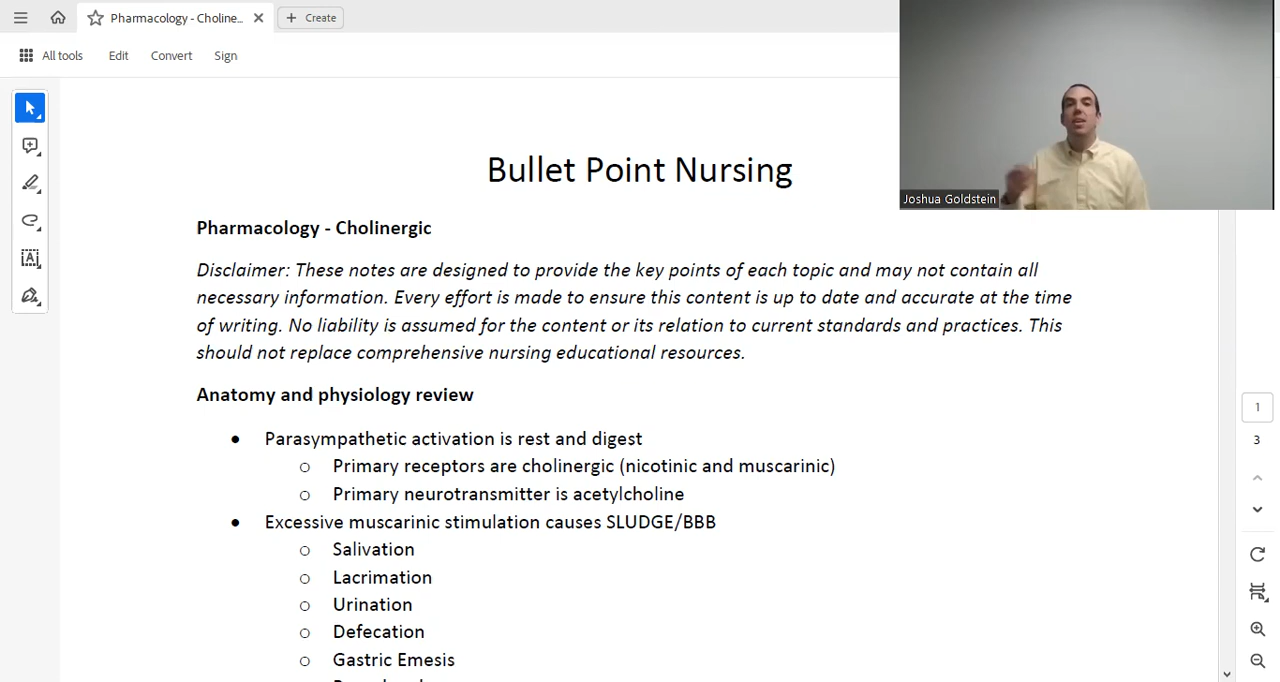 Pharmacology - Choline...
Create
All tools
Edit
Convert
Sign
Joshua Goldstein
Bullet Point Nursing
Pharmacology - Cholinergic
Disclaimer: These notes are designed to provide the key points of each topic and may not contain all
necessary information. Every effort is made to ensure this content is up to date and accurate at the time
of writing. No liability is assumed for the content or its relation to current standards and practices. This
should not replace comprehensive nursing educational resources.
Anatomy and physiology review
• Parasympathetic activation is rest and digest
o Primary receptors are cholinergic (nicotinic and muscarinic)
o Primary neurotransmitter is acetylcholine
• Excessive muscarinic stimulation causes SLUDGE/BBB
o Salivation
o Lacrimation
o Urination
o Defecation
o Gastric Emesis
1
3